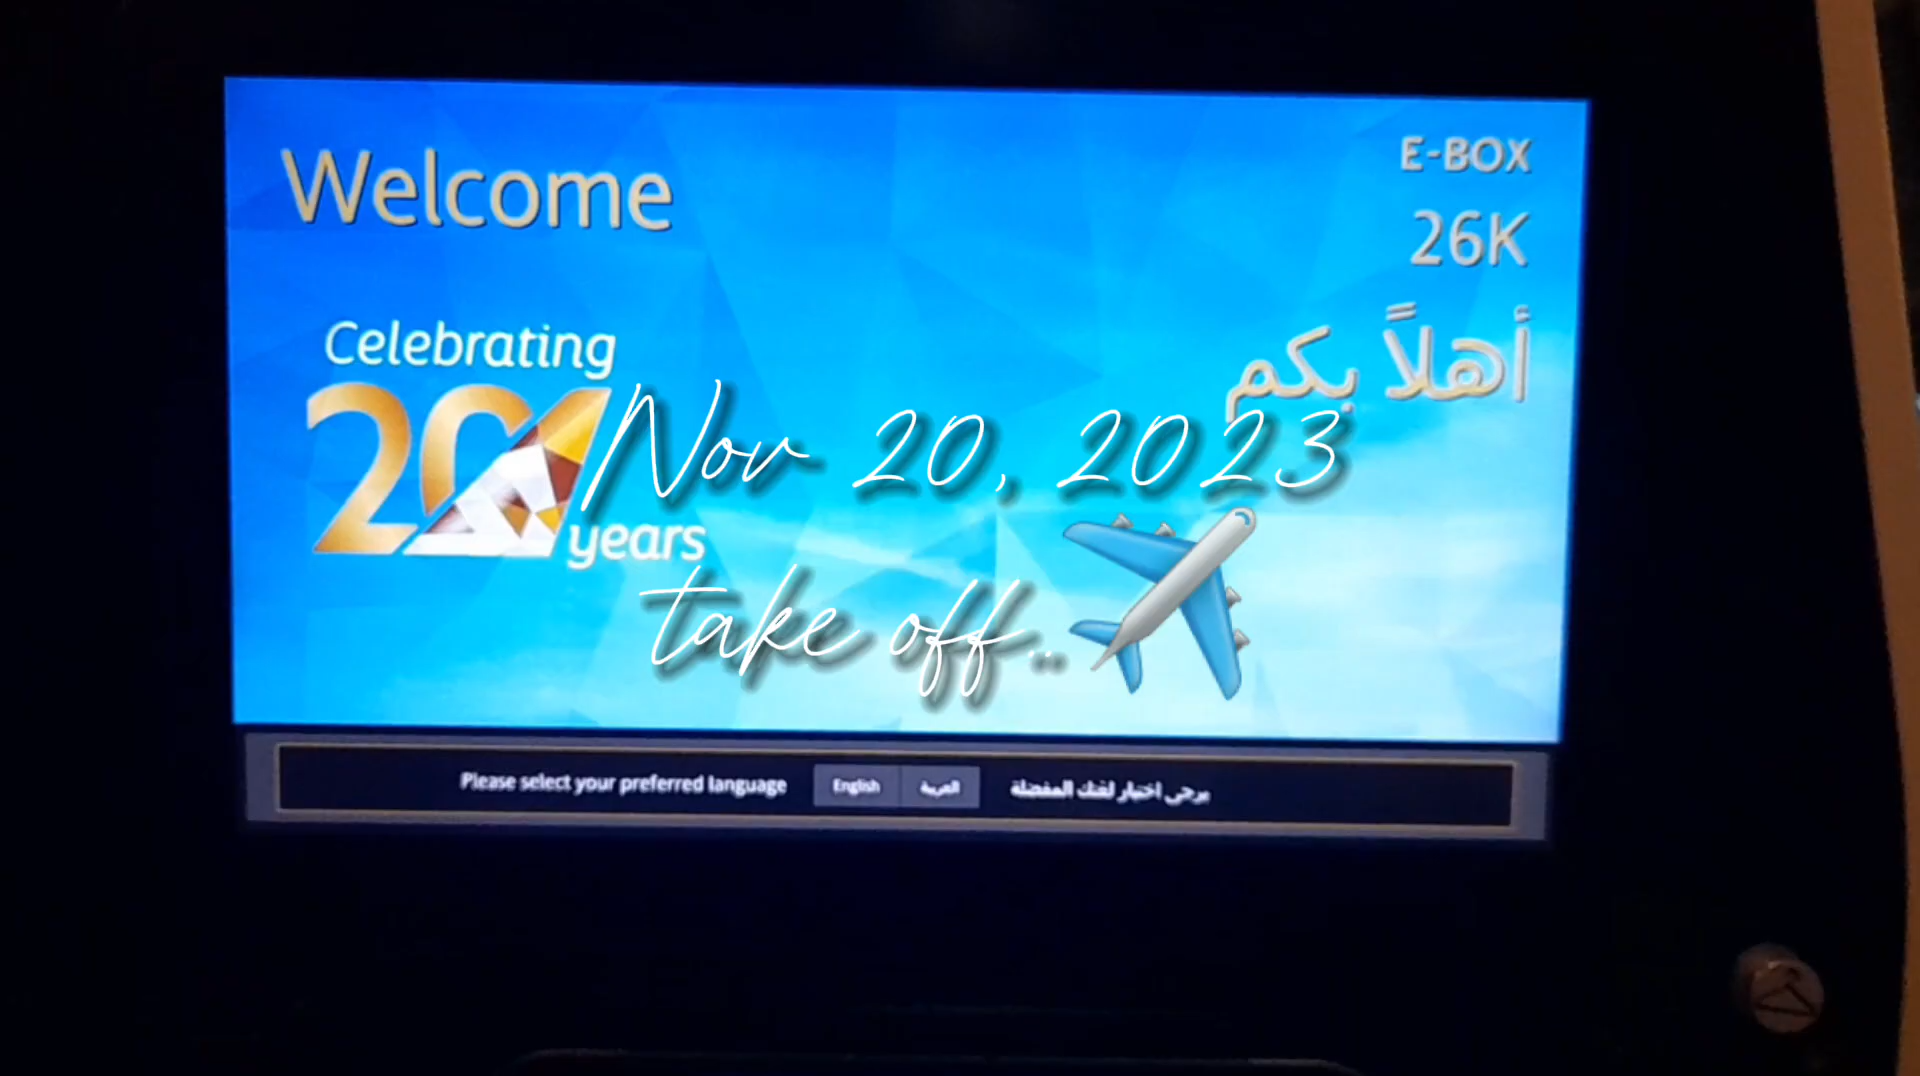 Welcome
E-BOX
26K
أهلاً بكم
Celebrating
20
years
Nov 20, 2023
take off..
Please select your preferred language
English
العربية
يرجى اختيار لغتك المفضلة